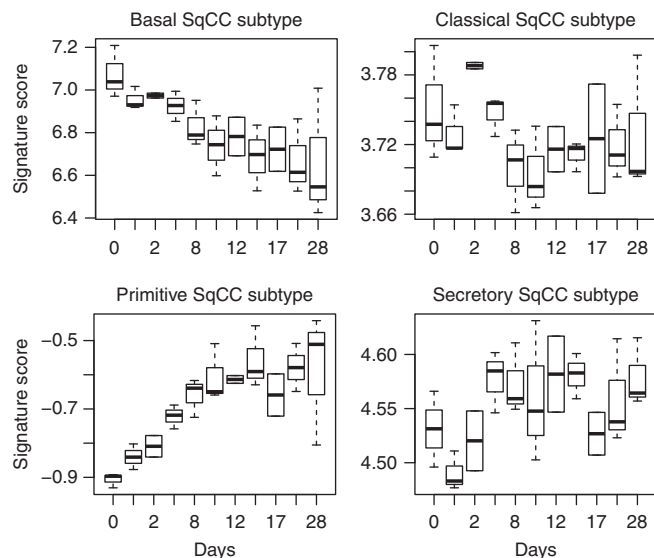 Basal SqCC subtype
Classical SqCC subtype
Signature score
7.2
7.0
6.8
6.6
6.4
3.78
3.72
3.66
0 2 8 12 17 28
0 2 8 12 17 28
Primitive SqCC subtype
Secretory SqCC subtype
Signature score
−0.5
−0.7
−0.9
4.60
4.55
4.50
0 2 8 12 17 28
0 2 8 12 17 28
Days
Days